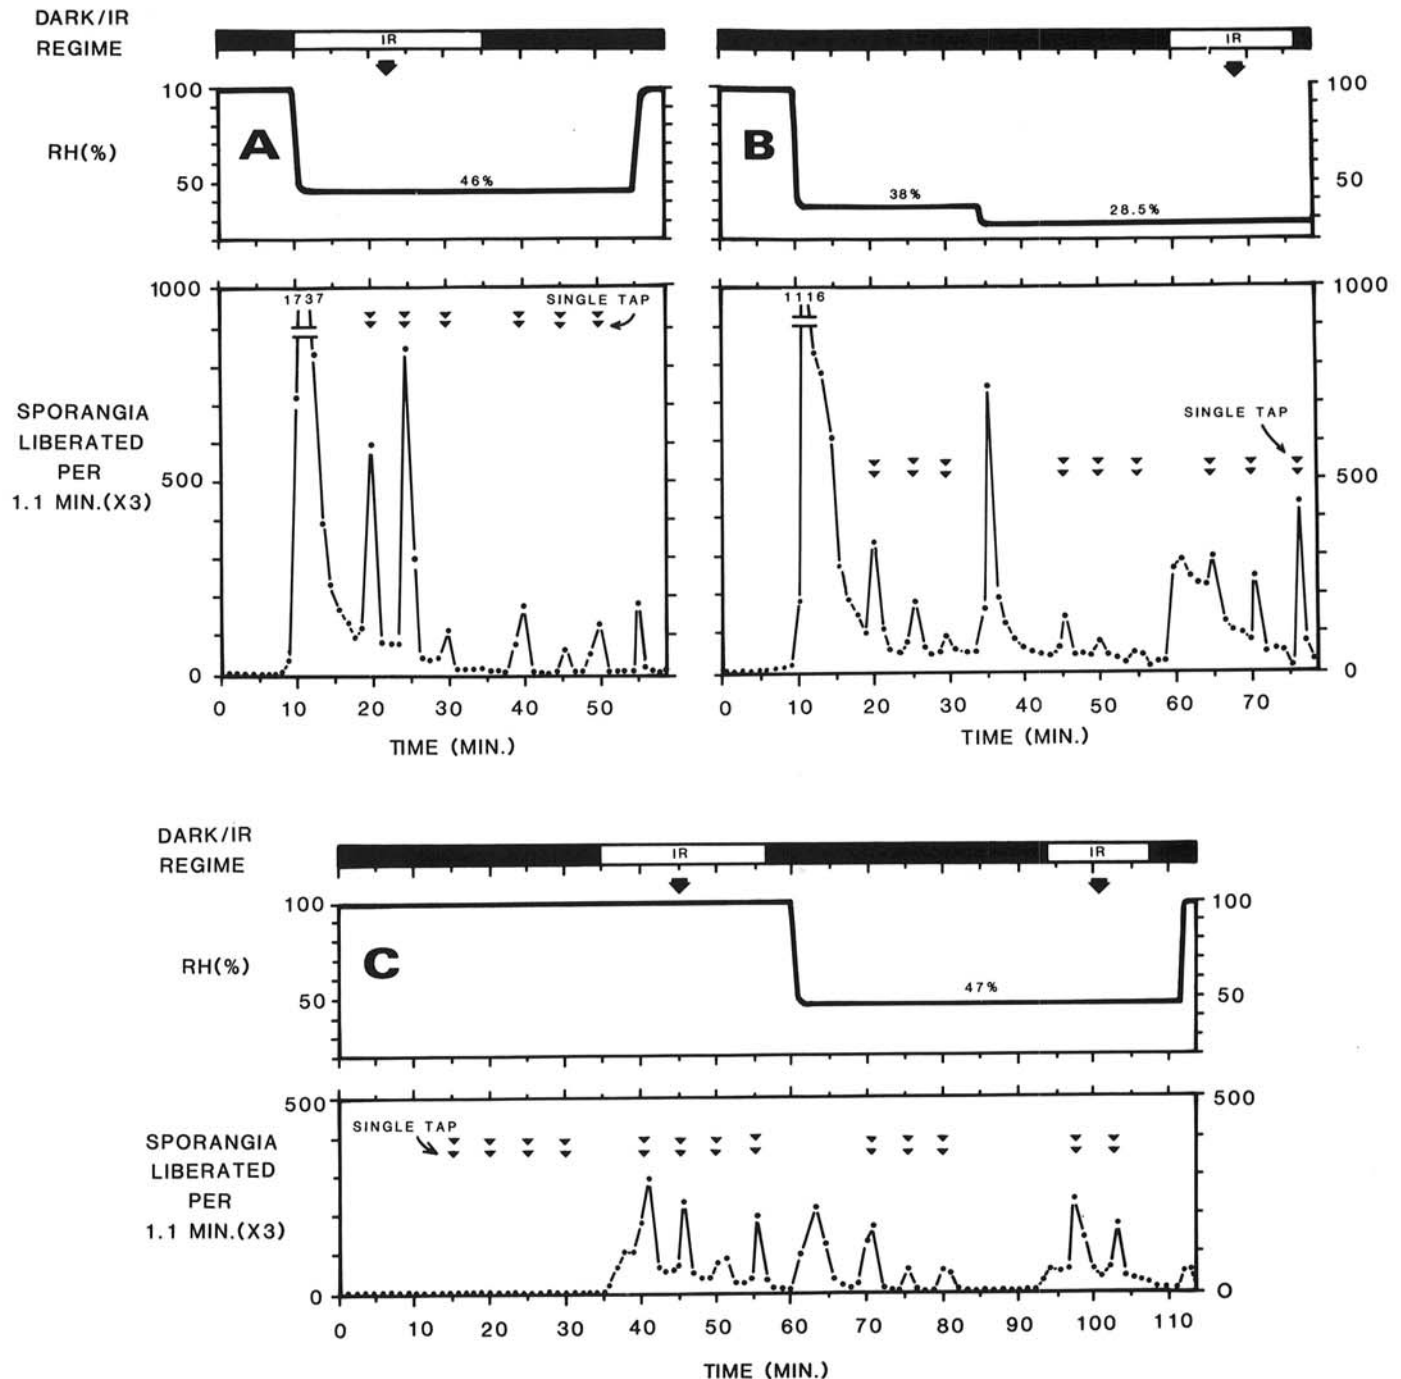 DARK/IR
REGIME
IR
IR
100
50
RH(%)
A
46%
B
38%
28.5%
100
50
1000
500
0
1737
SINGLE TAP
1116
SINGLE TAP
1000
500
0
SPORANGIA
LIBERATED
PER
1.1 MIN.(X3)
0 10 20 30 40 50
TIME (MIN.)
0 10 20 30 40 50 60 70
TIME (MIN.)
DARK/IR
REGIME
IR
IR
100
50
RH(%)
C
47%
100
50
500
0
SINGLE TAP
500
0
SPORANGIA
LIBERATED
PER
1.1 MIN.(X3)
0 10 20 30 40 50 60 70 80 90 100 110
TIME (MIN.)